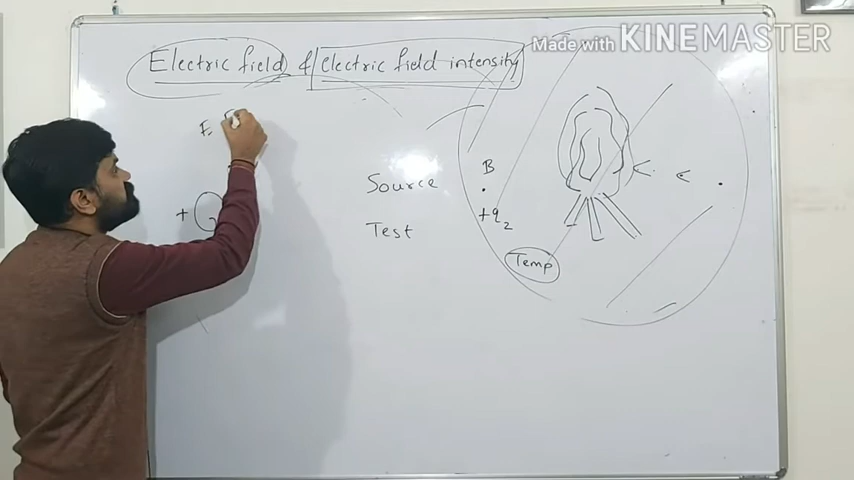 Made with KINEMASTER
Electric field & electric field intensity
E
Source B
+q2
Test
+ Q
Temp